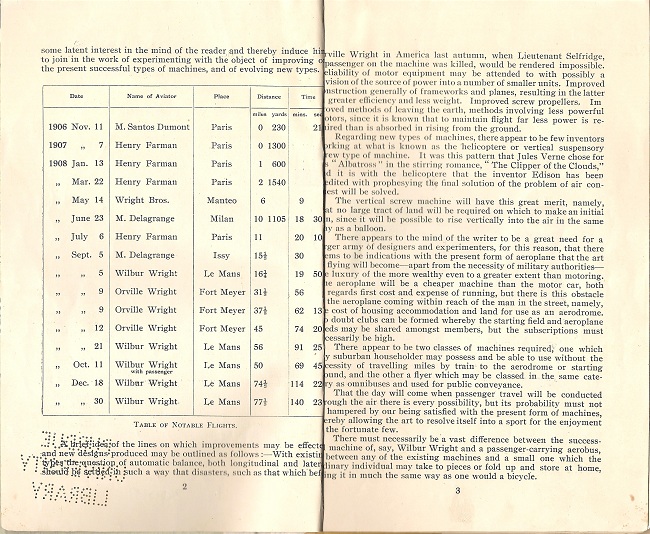 some latent interest in the mind of the reader and thereby induce hi
to join in the work of experimenting with the object of improving o
the present successful types of machines, and of evolving new types.
Date Name of Aviator Place Distance Time
miles yards mins. sec
1906 Nov. 11 M. Santos Dumont Paris 0 230 21
1907 „ 7 Henry Farman Paris 0 1300
1908 Jan. 13 Henry Farman Paris 1 600
„ Mar. 22 Henry Farman Paris 2 1540
„ May 14 Wright Bros. Manteo 6 9
„ June 23 M. Delagrange Milan 10 1105 18 30
„ July 6 Henry Farman Paris 11 20 10
„ Sept. 5 M. Delagrange Issy 15½ 30
„ „ 5 Wilbur Wright Le Mans 16¼ 19 50
„ „ 9 Orville Wright Fort Meyer 31½ 56
„ „ 9 Orville Wright Fort Meyer 37½ 62 13
„ „ 12 Orville Wright Fort Meyer 45 74 20
„ „ 21 Wilbur Wright Le Mans 56 91 25
„ Oct. 11 Wilbur Wright Le Mans 50 69 45
with passenger
„ Dec. 18 Wilbur Wright Le Mans 74½ 114 22
„ „ 30 Wilbur Wright Le Mans 77½ 140 23
Table of Notable Flights.
A brief idea of the lines on which improvements may be effecte
and new designs produced may be outlined as follows:—With existin
types the question of automatic balance, both longitudinal and later
should be settled in such a way that disasters, such as that which bef
2
rville Wright in America last autumn, when Lieutenant Selfridge,
passenger on the machine was killed, would be rendered impossible.
eliability of motor equipment may be attended to with possibly a
vision of the source of power into a number of smaller units. Improved
nstruction generally of frameworks and planes, resulting in the latter
greater efficiency and less weight. Improved screw propellers. Im
oved methods of leaving the earth, methods involving less powerful
otors, since it is known that to maintain flight far less power is re-
ired than is absorbed in rising from the ground.
Regarding new types of machines, there appear to be few inventors
rking at what is known as the helicoptere or vertical suspensory
rew type of machine. It was this pattern that Jules Verne chose for
s "Albatross" in the stirring romance, "The Clipper of the Clouds,"
d it is with the helicoptere that the inventor Edison has been
edited with prophesying the final solution of the problem of air con-
est will be solved.
The vertical screw machine will have this great merit, namely,
at no large tract of land will be required on which to make an initial
n, since it will be possible to rise vertically into the air in the same
ay as a balloon.
There appears to the mind of the writer to be a great need for a
rger army of designers and experimenters, for this reason, that there
ems to be indications with the present form of aeroplane that the art
flying will become—apart from the necessity of military authorities—
e luxury of the more wealthy even to a greater extent than motoring.
he aeroplane will be a cheaper machine than the motor car, both
regards first cost and expense of running, but there is this obstacle
the aeroplane coming within reach of the man in the street, namely,
e cost of housing accommodation and land for use as an aerodrome.
o doubt clubs can be formed whereby the starting field and aeroplane
eds may be shared amongst members, but the subscriptions must
cessarily be high.
There appear to be two classes of machines required, one which
y suburban householder may possess and be able to use without the
cessity of travelling miles by train to the aerodrome or starting
ound, and the other a flyer which may be classed in the same cate-
ry as omnibuses and used for public conveyance.
That the day will come when passenger travel will be conducted
rough the air there is every possibility, but its probability must not
hampered by our being satisfied with the present form of machines,
ereby allowing the art to resolve itself into a sport for the enjoyment
the fortunate few.
There must necessarily be a vast difference between the success-
machine of, say, Wilbur Wright and a passenger-carrying aerobus,
between any of the existing machines and a small one which the
dinary individual may take to pieces or fold up and store at home,
ing it in much the same way as one would a bicycle.
3
LIBRARY